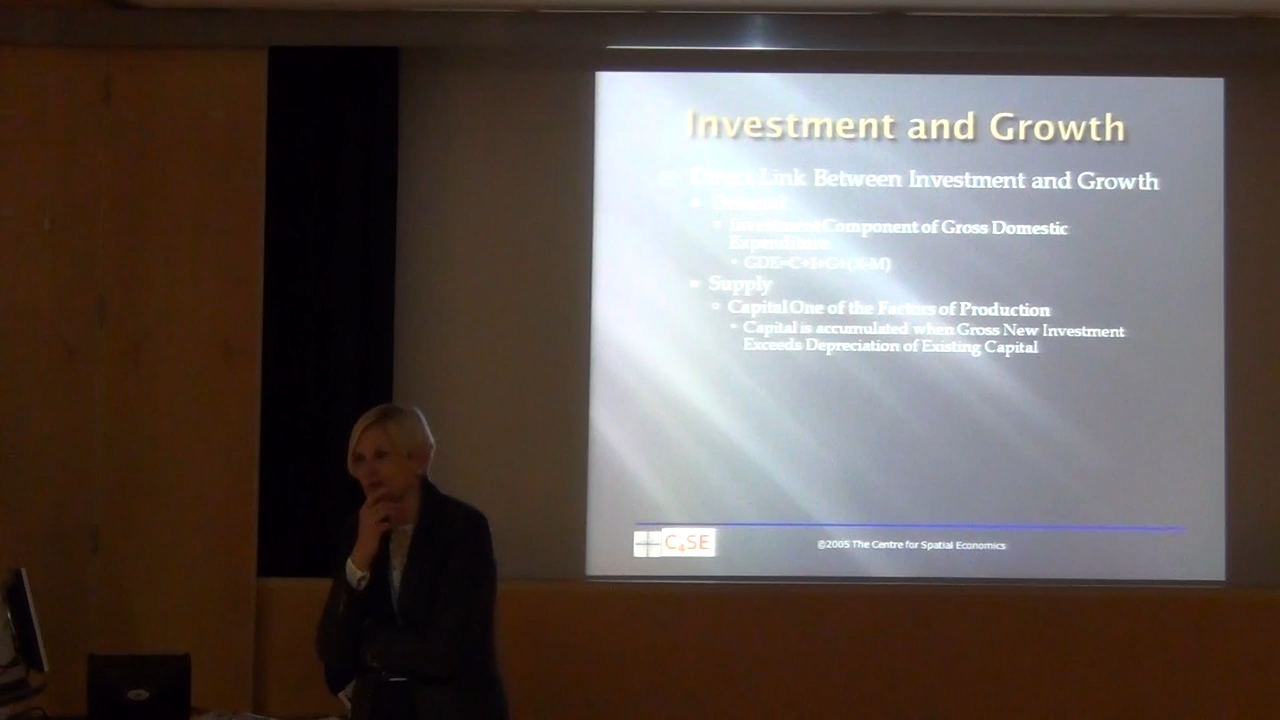 Investment and Growth
Direct Link Between Investment and Growth
Demand
Investment Component of Gross Domestic
Expenditure
GDE=C+I+G+(X-M)
Supply
Capital One of the Factors of Production
Capital is accumulated when Gross New Investment
Exceeds Depreciation of Existing Capital
C4SE
©2005 The Centre for Spatial Economics